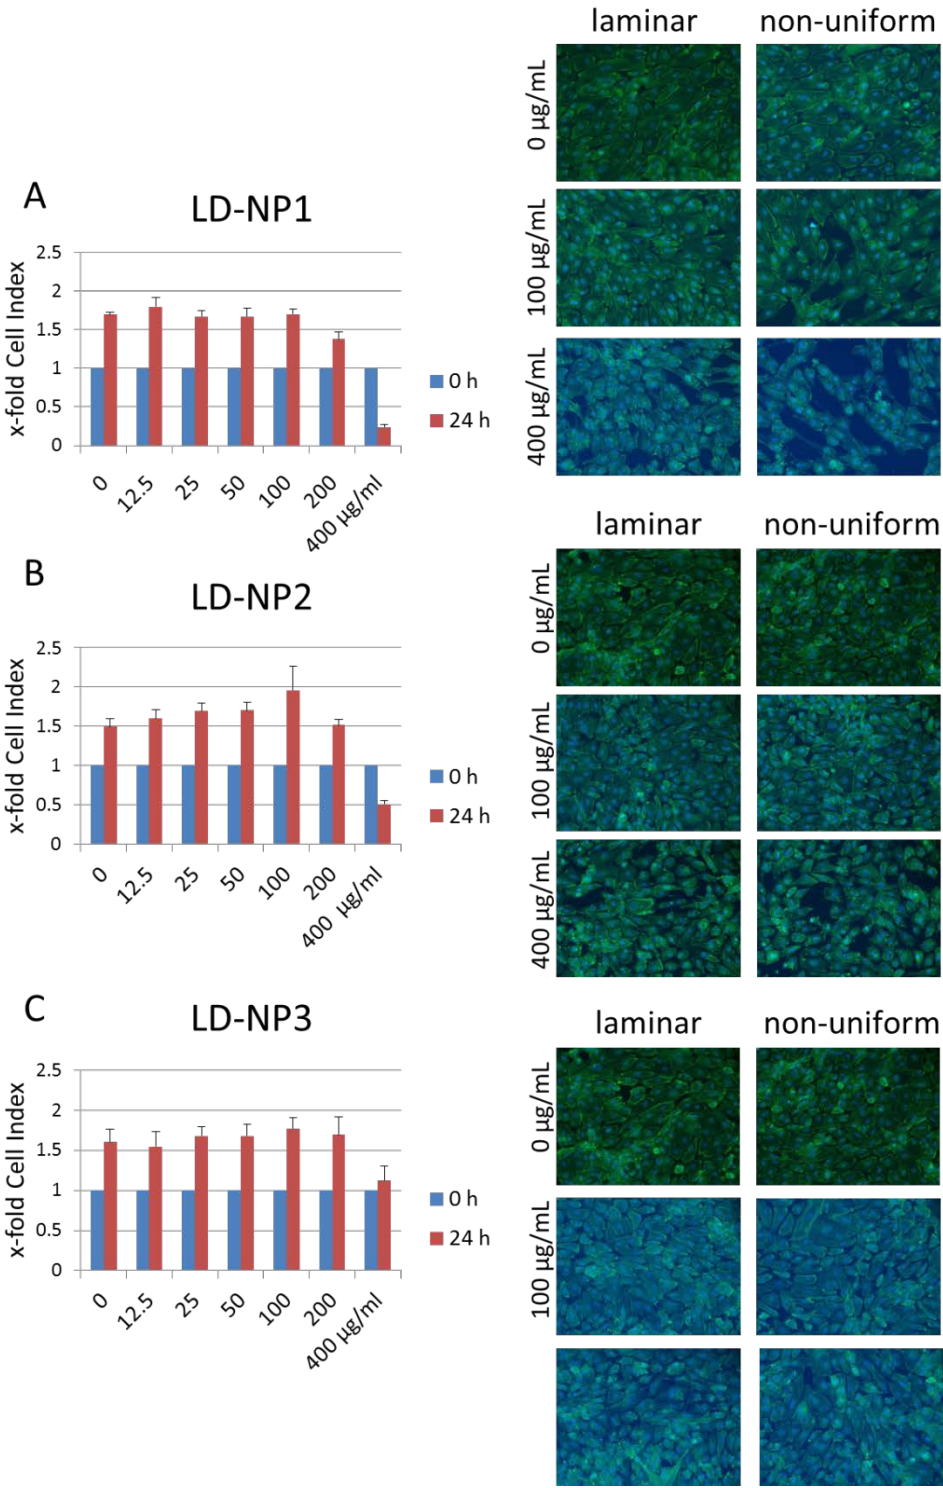 laminar non-uniform
0 µg/mL
100 µg/mL
400 µg/mL
A
LD-NP1
x-fold Cell Index
2.5
2
1.5
1
0.5
0
0 h
24 h
0 12.5 25 50 100 200 400 µg/ml
laminar non-uniform
0 µg/mL
100 µg/mL
400 µg/mL
B
LD-NP2
x-fold Cell Index
2.5
2
1.5
1
0.5
0
0 h
24 h
0 12.5 25 50 100 200 400 µg/ml
laminar non-uniform
0 µg/mL
100 µg/mL
C
LD-NP3
x-fold Cell Index
2.5
2
1.5
1
0.5
0
0 h
24 h
0 12.5 25 50 100 200 400 µg/ml